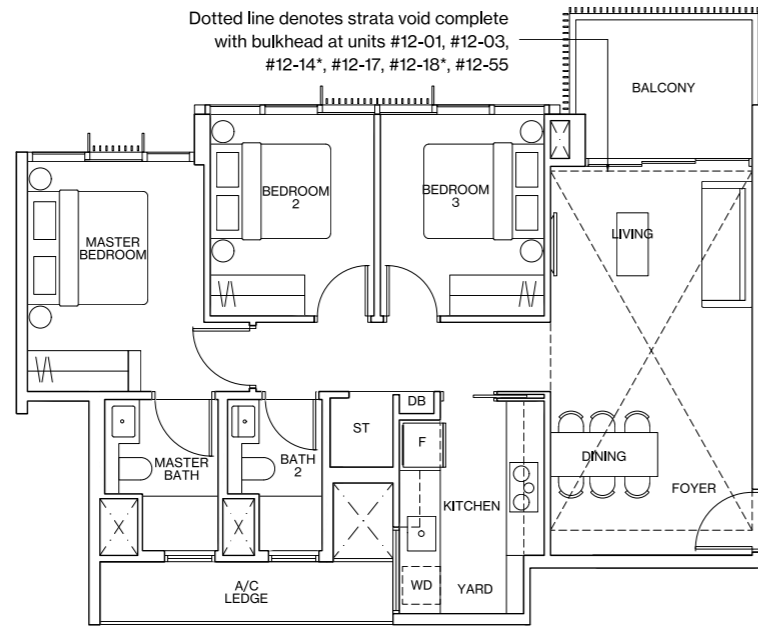 Dotted line denotes strata void complete
with bulkhead at units #12-01, #12-03,
#12-14*, #12-17, #12-18*, #12-55
BALCONY
BEDROOM
2
BEDROOM
3
MASTER
BEDROOM
LIVING
DB
ST
F
MASTER
BATH
BATH
2
DINING
FOYER
KITCHEN
X
X
A/C
LEDGE
WD
YARD